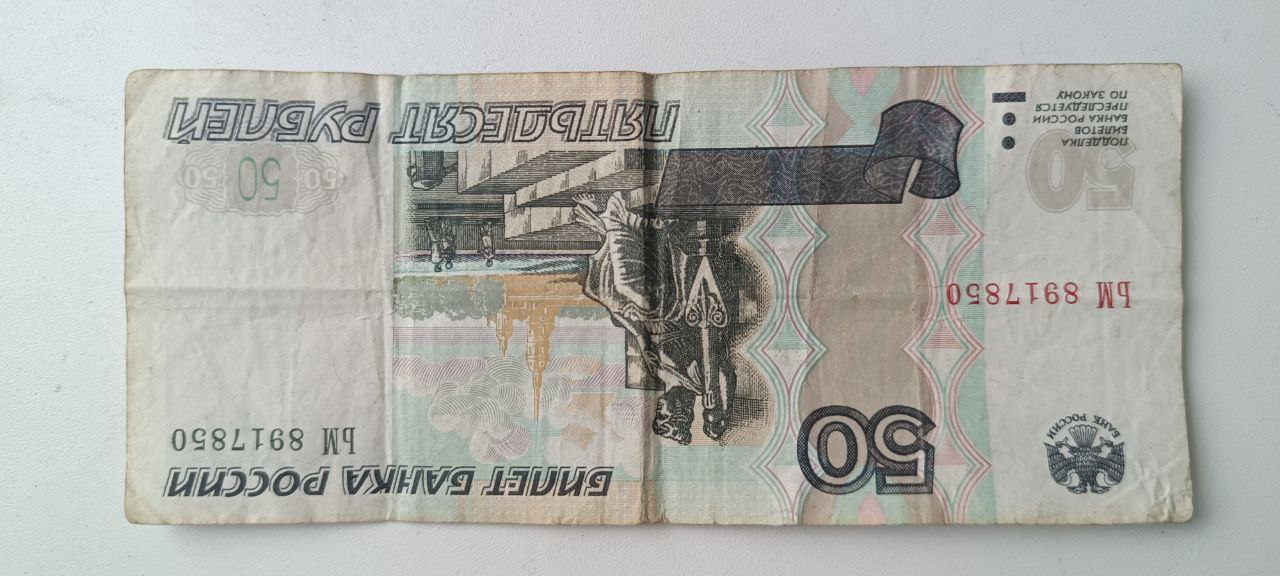 БАНК РОССИИ
50
БИЛЕТ БАНКА РОССИИ
ЬМ 8917850
ЬМ 8917850
50
ПОДДЕЛКА
БИЛЕТОВ
БАНКА РОССИИ
ПРЕСЛЕДУЕТСЯ
ПО ЗАКОНУ
50 50 50
ПЯТЬДЕСЯТ РУБЛЕЙ